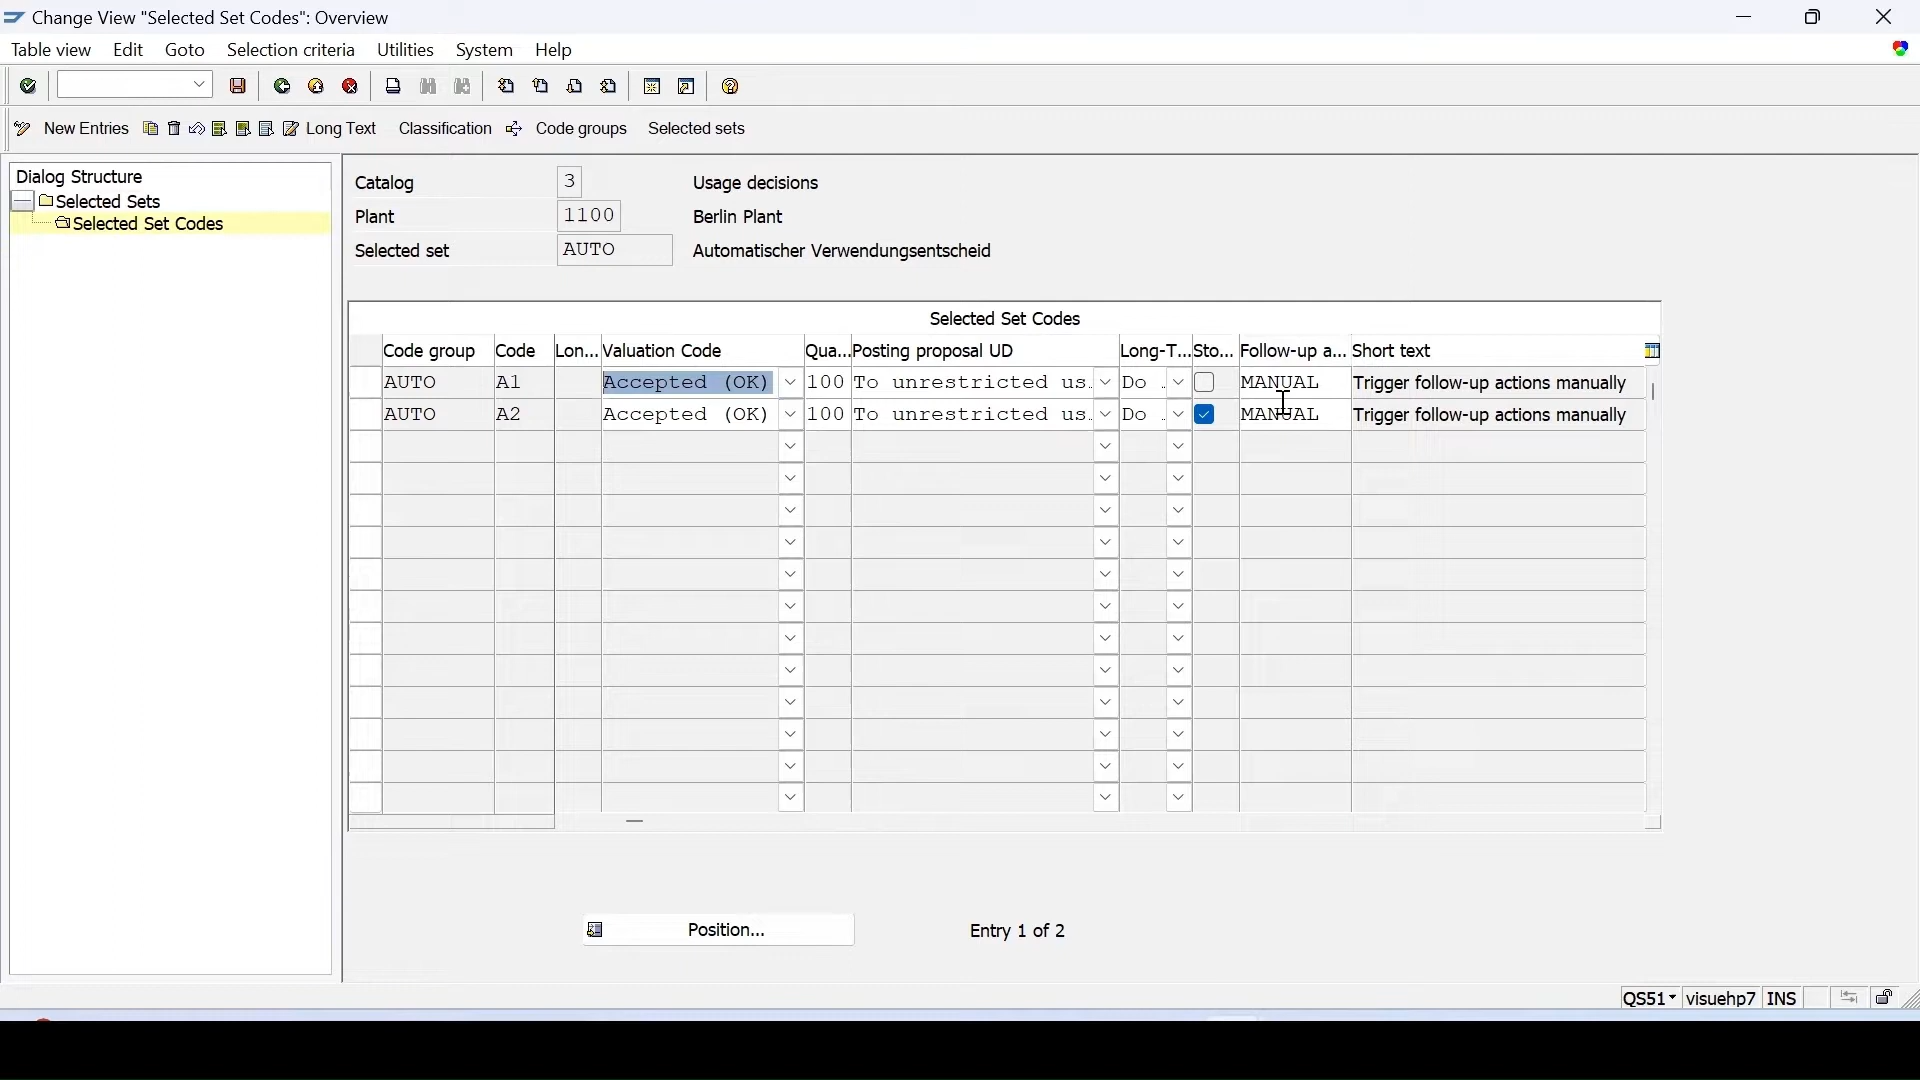 Change View "Selected Set Codes": Overview
Table view Edit Goto Selection criteria Utilities System Help
New Entries Long Text Classification Code groups Selected sets
Dialog Structure
Selected Sets
Selected Set Codes
Catalog 3 Usage decisions
Plant 1100 Berlin Plant
Selected set AUTO Automatischer Verwendungsentscheid
Selected Set Codes
Code group Code Lon... Valuation Code Qua... Posting proposal UD Long-T... Sto... Follow-up a... Short text
AUTO A1 Accepted (OK) 100 To unrestricted us. Do . MANUAL Trigger follow-up actions manually
AUTO A2 Accepted (OK) 100 To unrestricted us. Do . MANUAL Trigger follow-up actions manually
Position... Entry 1 of 2
QS51 visuehp7 INS